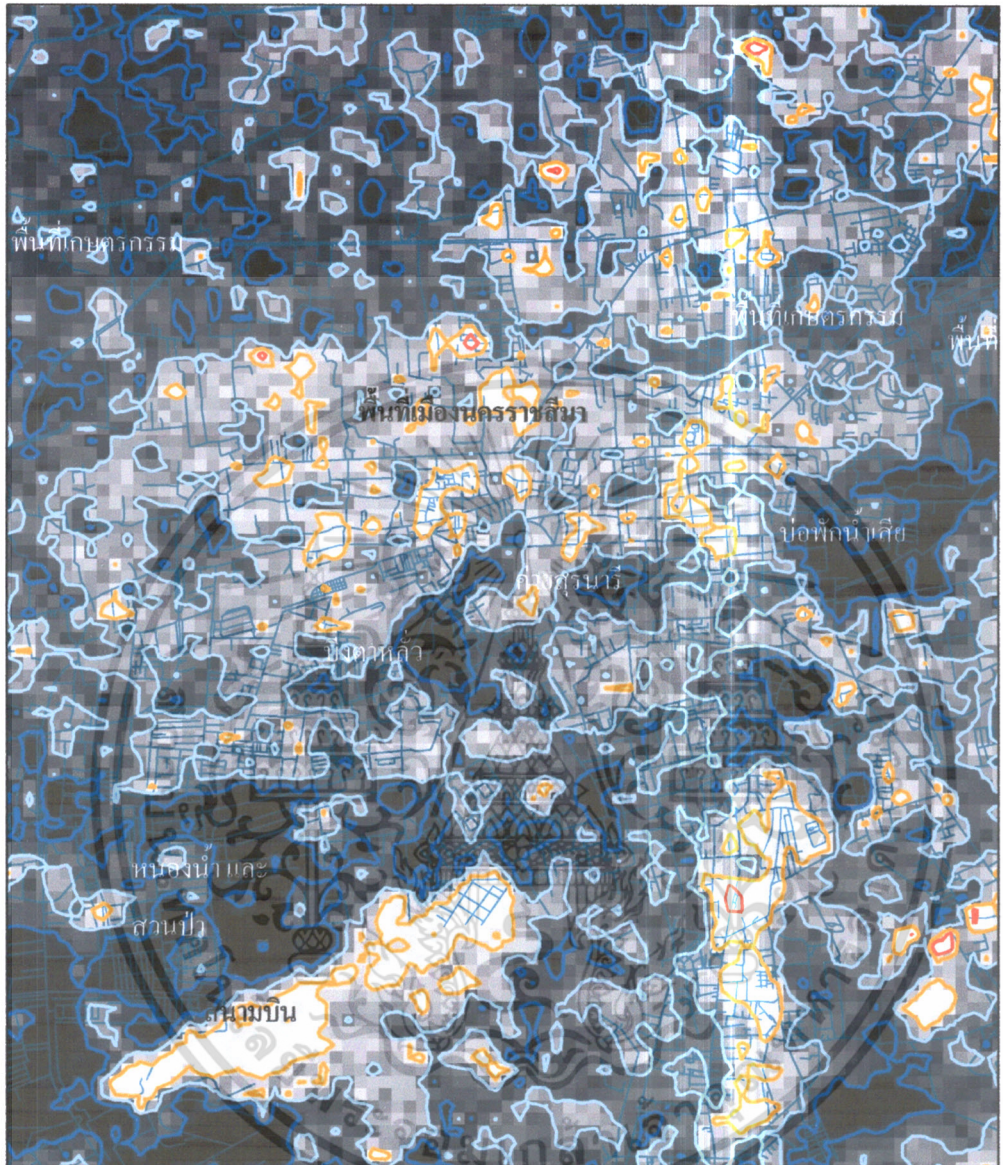 พื้นที่เกษตรกรรม
พื้นที่เกษตรกรรม
พื้นที่
พื้นที่เมืองนครราชสีมา
บ่อพักน้ำเสีย
ค่ายสุรนารี
บึงตาหลั่ว
หนองน้ำและ
สวนป่า
สนามบิน